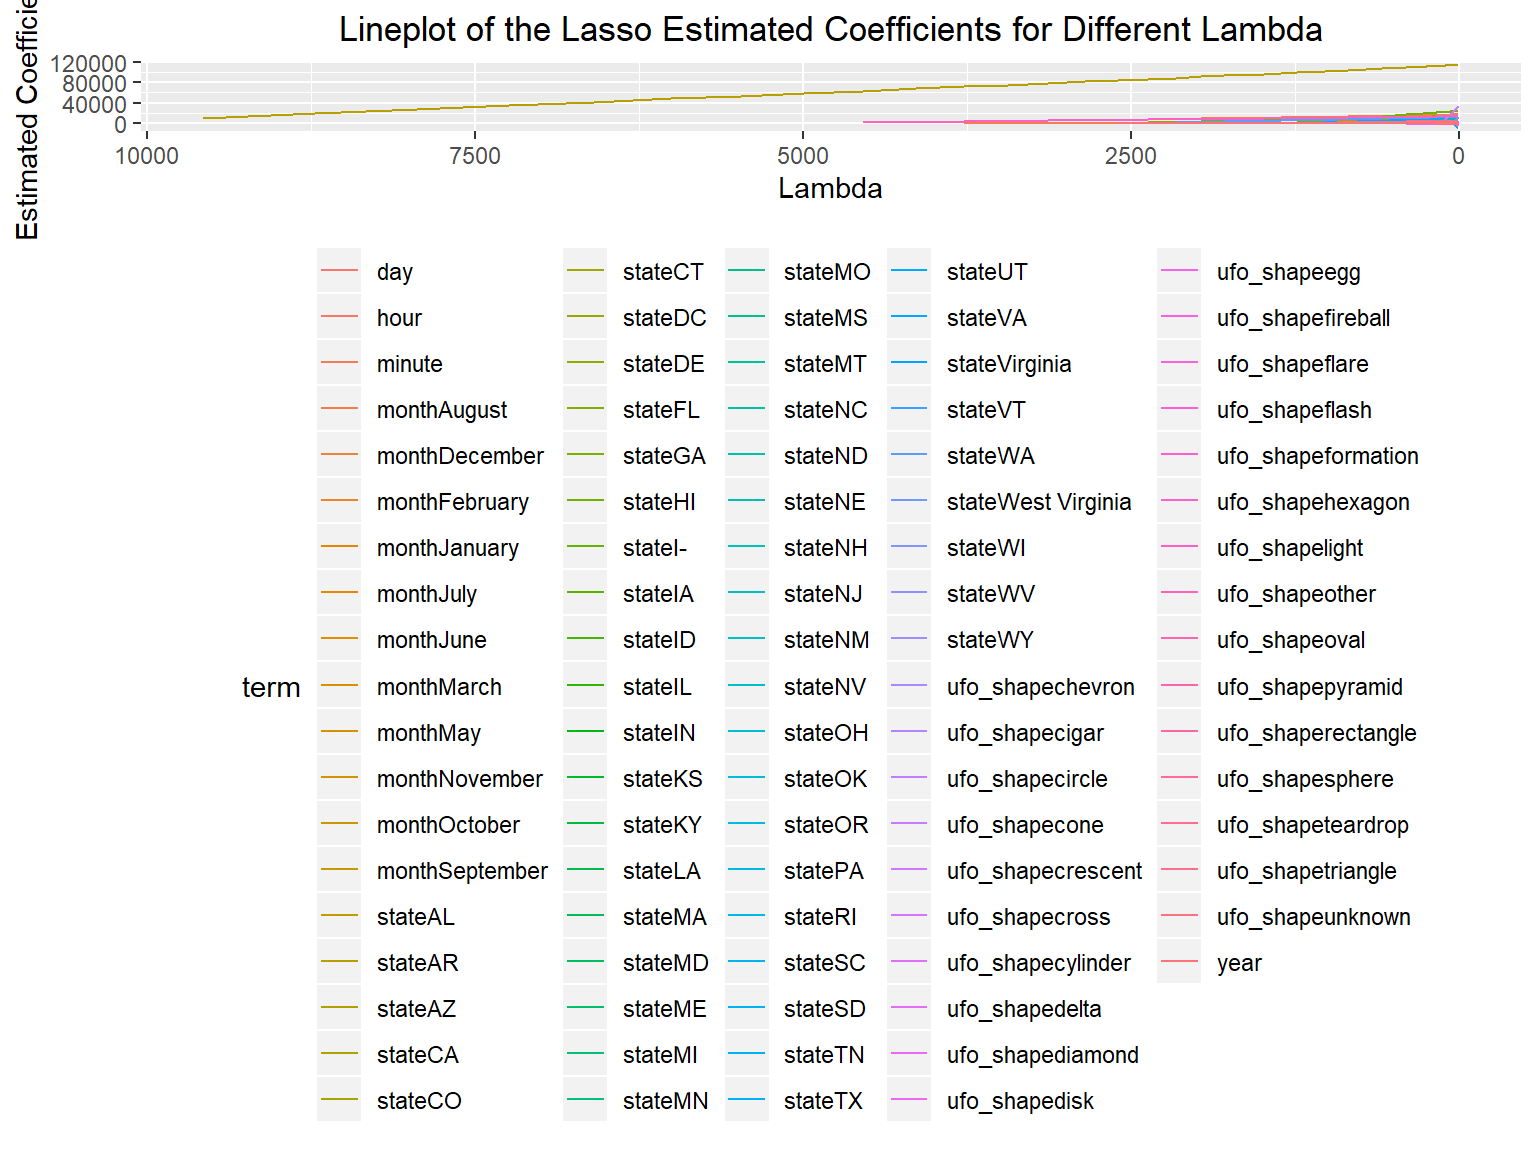 Lineplot of the Lasso Estimated Coefficients for Different Lambda
Estimated Coefficie
120000
80000
40000
0
10000 7500 5000 2500 0
Lambda
term
day
hour
minute
monthAugust
monthDecember
monthFebruary
monthJanuary
monthJuly
monthJune
monthMarch
monthMay
monthNovember
monthOctober
monthSeptember
stateAL
stateAR
stateAZ
stateCA
stateCO
stateCT
stateDC
stateDE
stateFL
stateGA
stateHI
stateI-
stateIA
stateID
stateIL
stateIN
stateKS
stateKY
stateLA
stateMA
stateMD
stateME
stateMI
stateMN
stateMO
stateMS
stateMT
stateNC
stateND
stateNE
stateNH
stateNJ
stateNM
stateNV
stateOH
stateOK
stateOR
statePA
stateRI
stateSC
stateSD
stateTN
stateTX
stateUT
stateVA
stateVirginia
stateVT
stateWA
stateWest Virginia
stateWI
stateWV
stateWY
ufo_shapechevron
ufo_shapecigar
ufo_shapecircle
ufo_shapecone
ufo_shapecrescent
ufo_shapecross
ufo_shapecylinder
ufo_shapedelta
ufo_shapediamond
ufo_shapedisk
ufo_shapeegg
ufo_shapefireball
ufo_shapeflare
ufo_shapeflash
ufo_shapeformation
ufo_shapehexagon
ufo_shapelight
ufo_shapeother
ufo_shapeoval
ufo_shapepyramid
ufo_shaperectangle
ufo_shapesphere
ufo_shapeteardrop
ufo_shapetriangle
ufo_shapeunknown
year